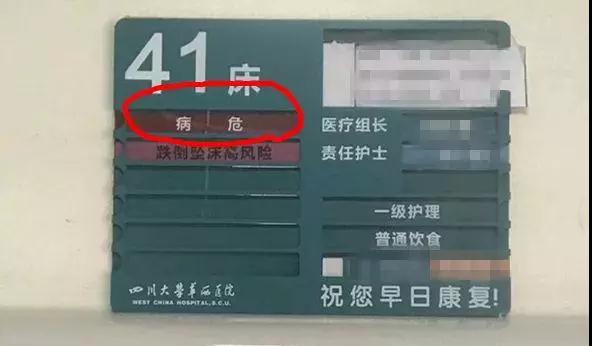 41床
病危
跌倒坠床高风险
医疗组长
责任护士
一级护理
普通饮食
四川大学华西医院
WEST CHINA HOSPITAL,S.C.U.
祝您早日康复!